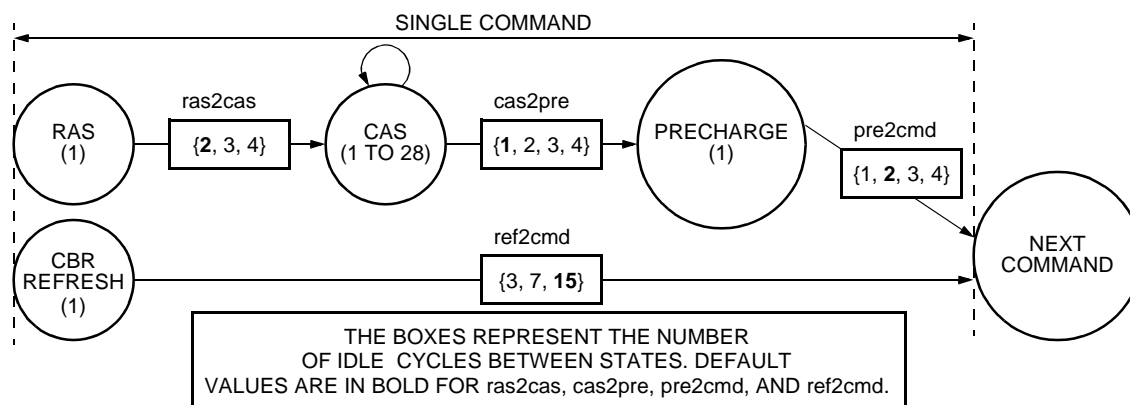 SINGLE COMMAND
ras2cas
cas2pre
RAS
(1)
{2, 3, 4}
CAS
(1 TO 28)
{1, 2, 3, 4}
PRECHARGE
(1)
pre2cmd
{1, 2, 3, 4}
ref2cmd
CBR
REFRESH
(1)
{3, 7, 15}
NEXT
COMMAND
THE BOXES REPRESENT THE NUMBER
OF IDLE CYCLES BETWEEN STATES. DEFAULT
VALUES ARE IN BOLD FOR ras2cas, cas2pre, pre2cmd, AND ref2cmd.